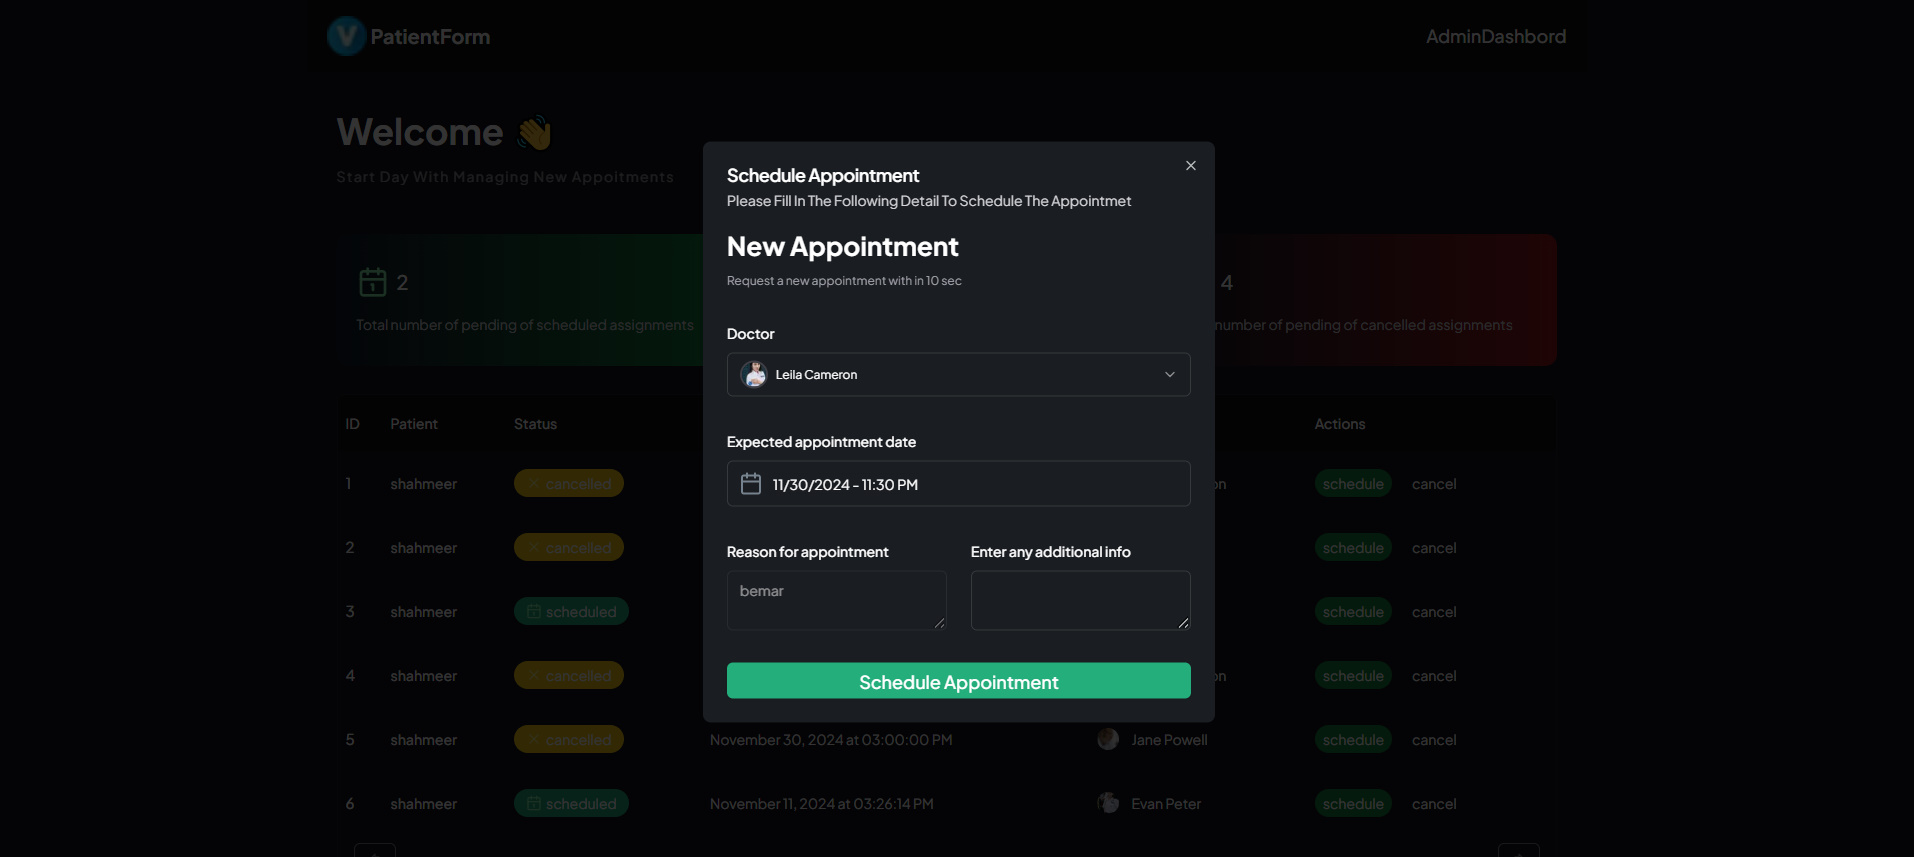 V PatientForm AdminDashbord
Welcome 👋
Start Day With Managing New Appoitments
2
Total number of pending of scheduled assignments
4
number of pending of cancelled assignments
Schedule Appointment
Please Fill In The Following Detail To Schedule The Appointmet
New Appointment
Request a new appointment with in 10 sec
Doctor
Leila Cameron
Expected appointment date
11/30/2024 - 11:30 PM
Reason for appointment Enter any additional info
bemar
Schedule Appointment
ID Patient Status Actions
1 shahmeer cancelled on schedule cancel
2 shahmeer cancelled schedule cancel
3 shahmeer scheduled schedule cancel
4 shahmeer cancelled on schedule cancel
5 shahmeer cancelled November 30, 2024 at 03:00:00 PM Jane Powell schedule cancel
6 shahmeer scheduled November 11, 2024 at 03:26:14 PM Evan Peter schedule cancel